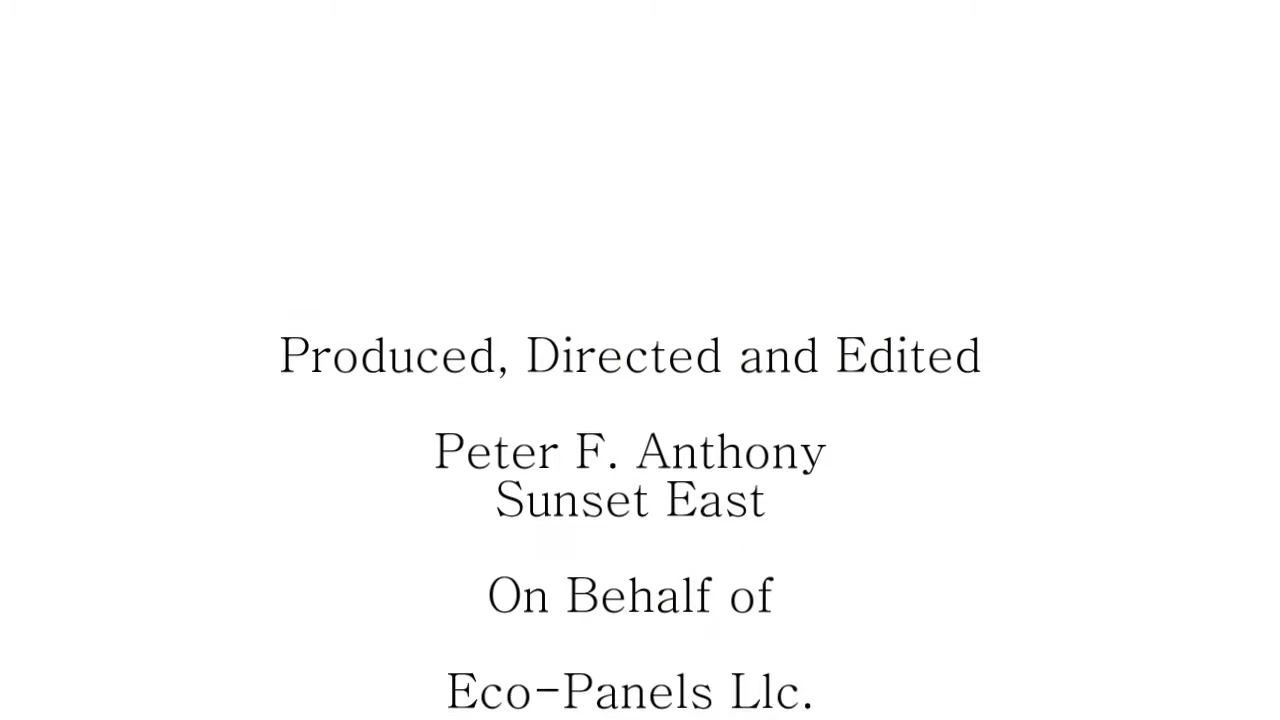 Produced, Directed and Edited
Peter F. Anthony
Sunset East
On Behalf of
Eco-Panels Llc.